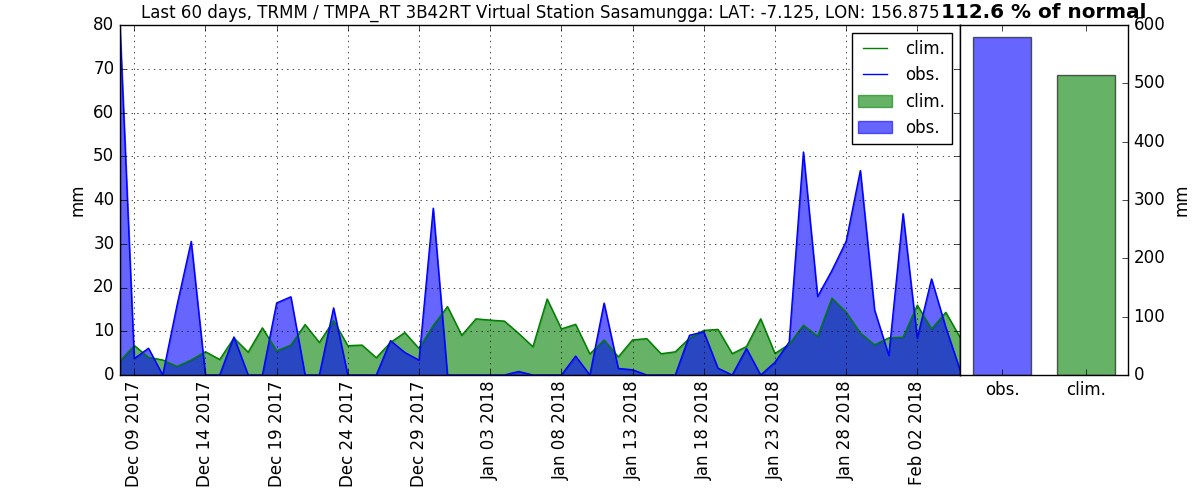 Last 60 days, TRMM / TMPA_RT 3B42RT Virtual Station Sasamungga: LAT: -7.125, LON: 156.875
112.6 % of normal
80
70
60
50
40
30
20
10
0
mm
clim.
obs.
clim.
obs.
600
500
400
300
200
100
0
mm
obs.
clim.
Dec 09 2017
Dec 14 2017
Dec 19 2017
Dec 24 2017
Dec 29 2017
Jan 03 2018
Jan 08 2018
Jan 13 2018
Jan 18 2018
Jan 23 2018
Jan 28 2018
Feb 02 2018